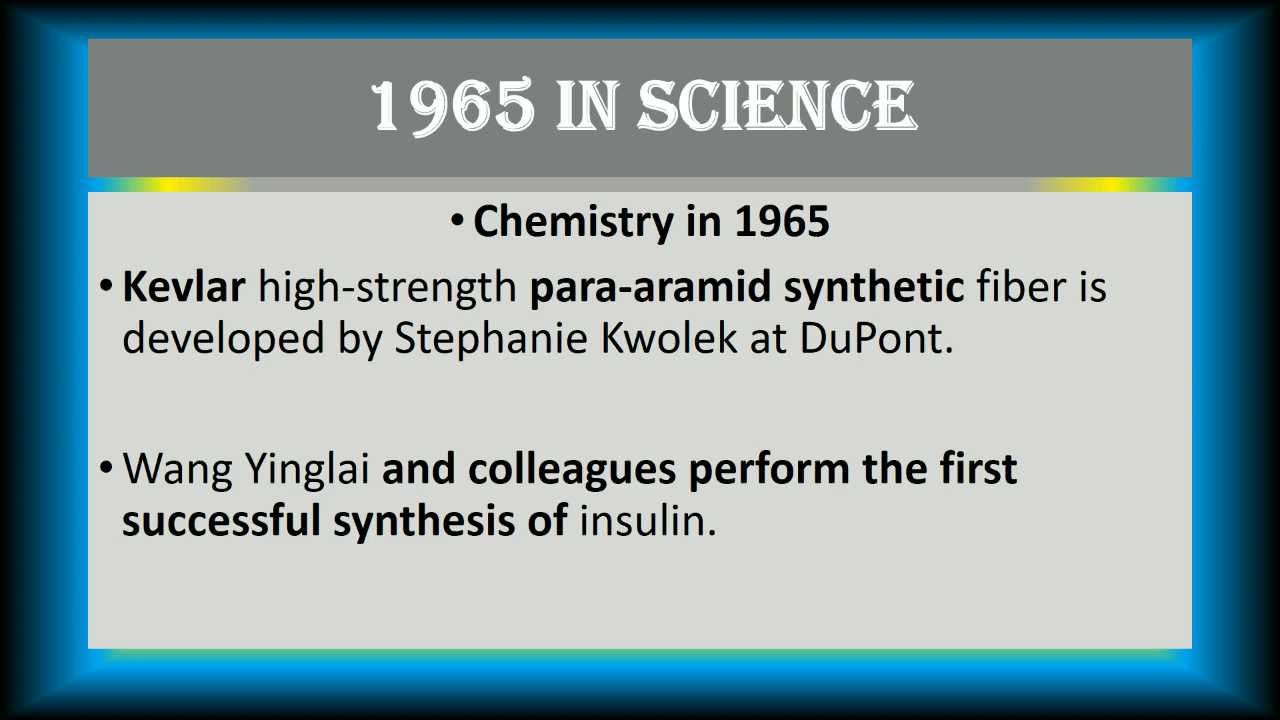 1965 IN SCIENCE
• Chemistry in 1965
• Kevlar high-strength para-aramid synthetic fiber is
developed by Stephanie Kwolek at DuPont.
• Wang Yinglai and colleagues perform the first
successful synthesis of insulin.